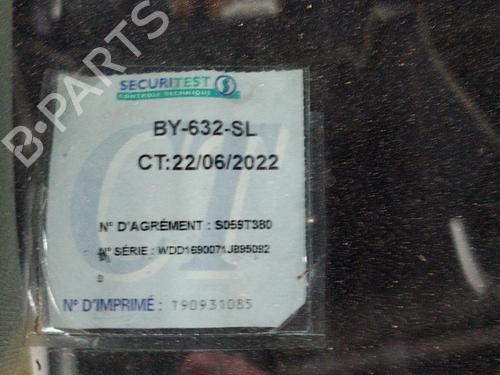 B-PARTS
SECURITEST
CONTRÔLE TECHNIQUE
BY-632-SL
CT:22/06/2022
N° D'AGRÉMENT : S059T380
N° SÉRIE : WDD1690071J895092
N° D'IMPRIMÉ : T90931085